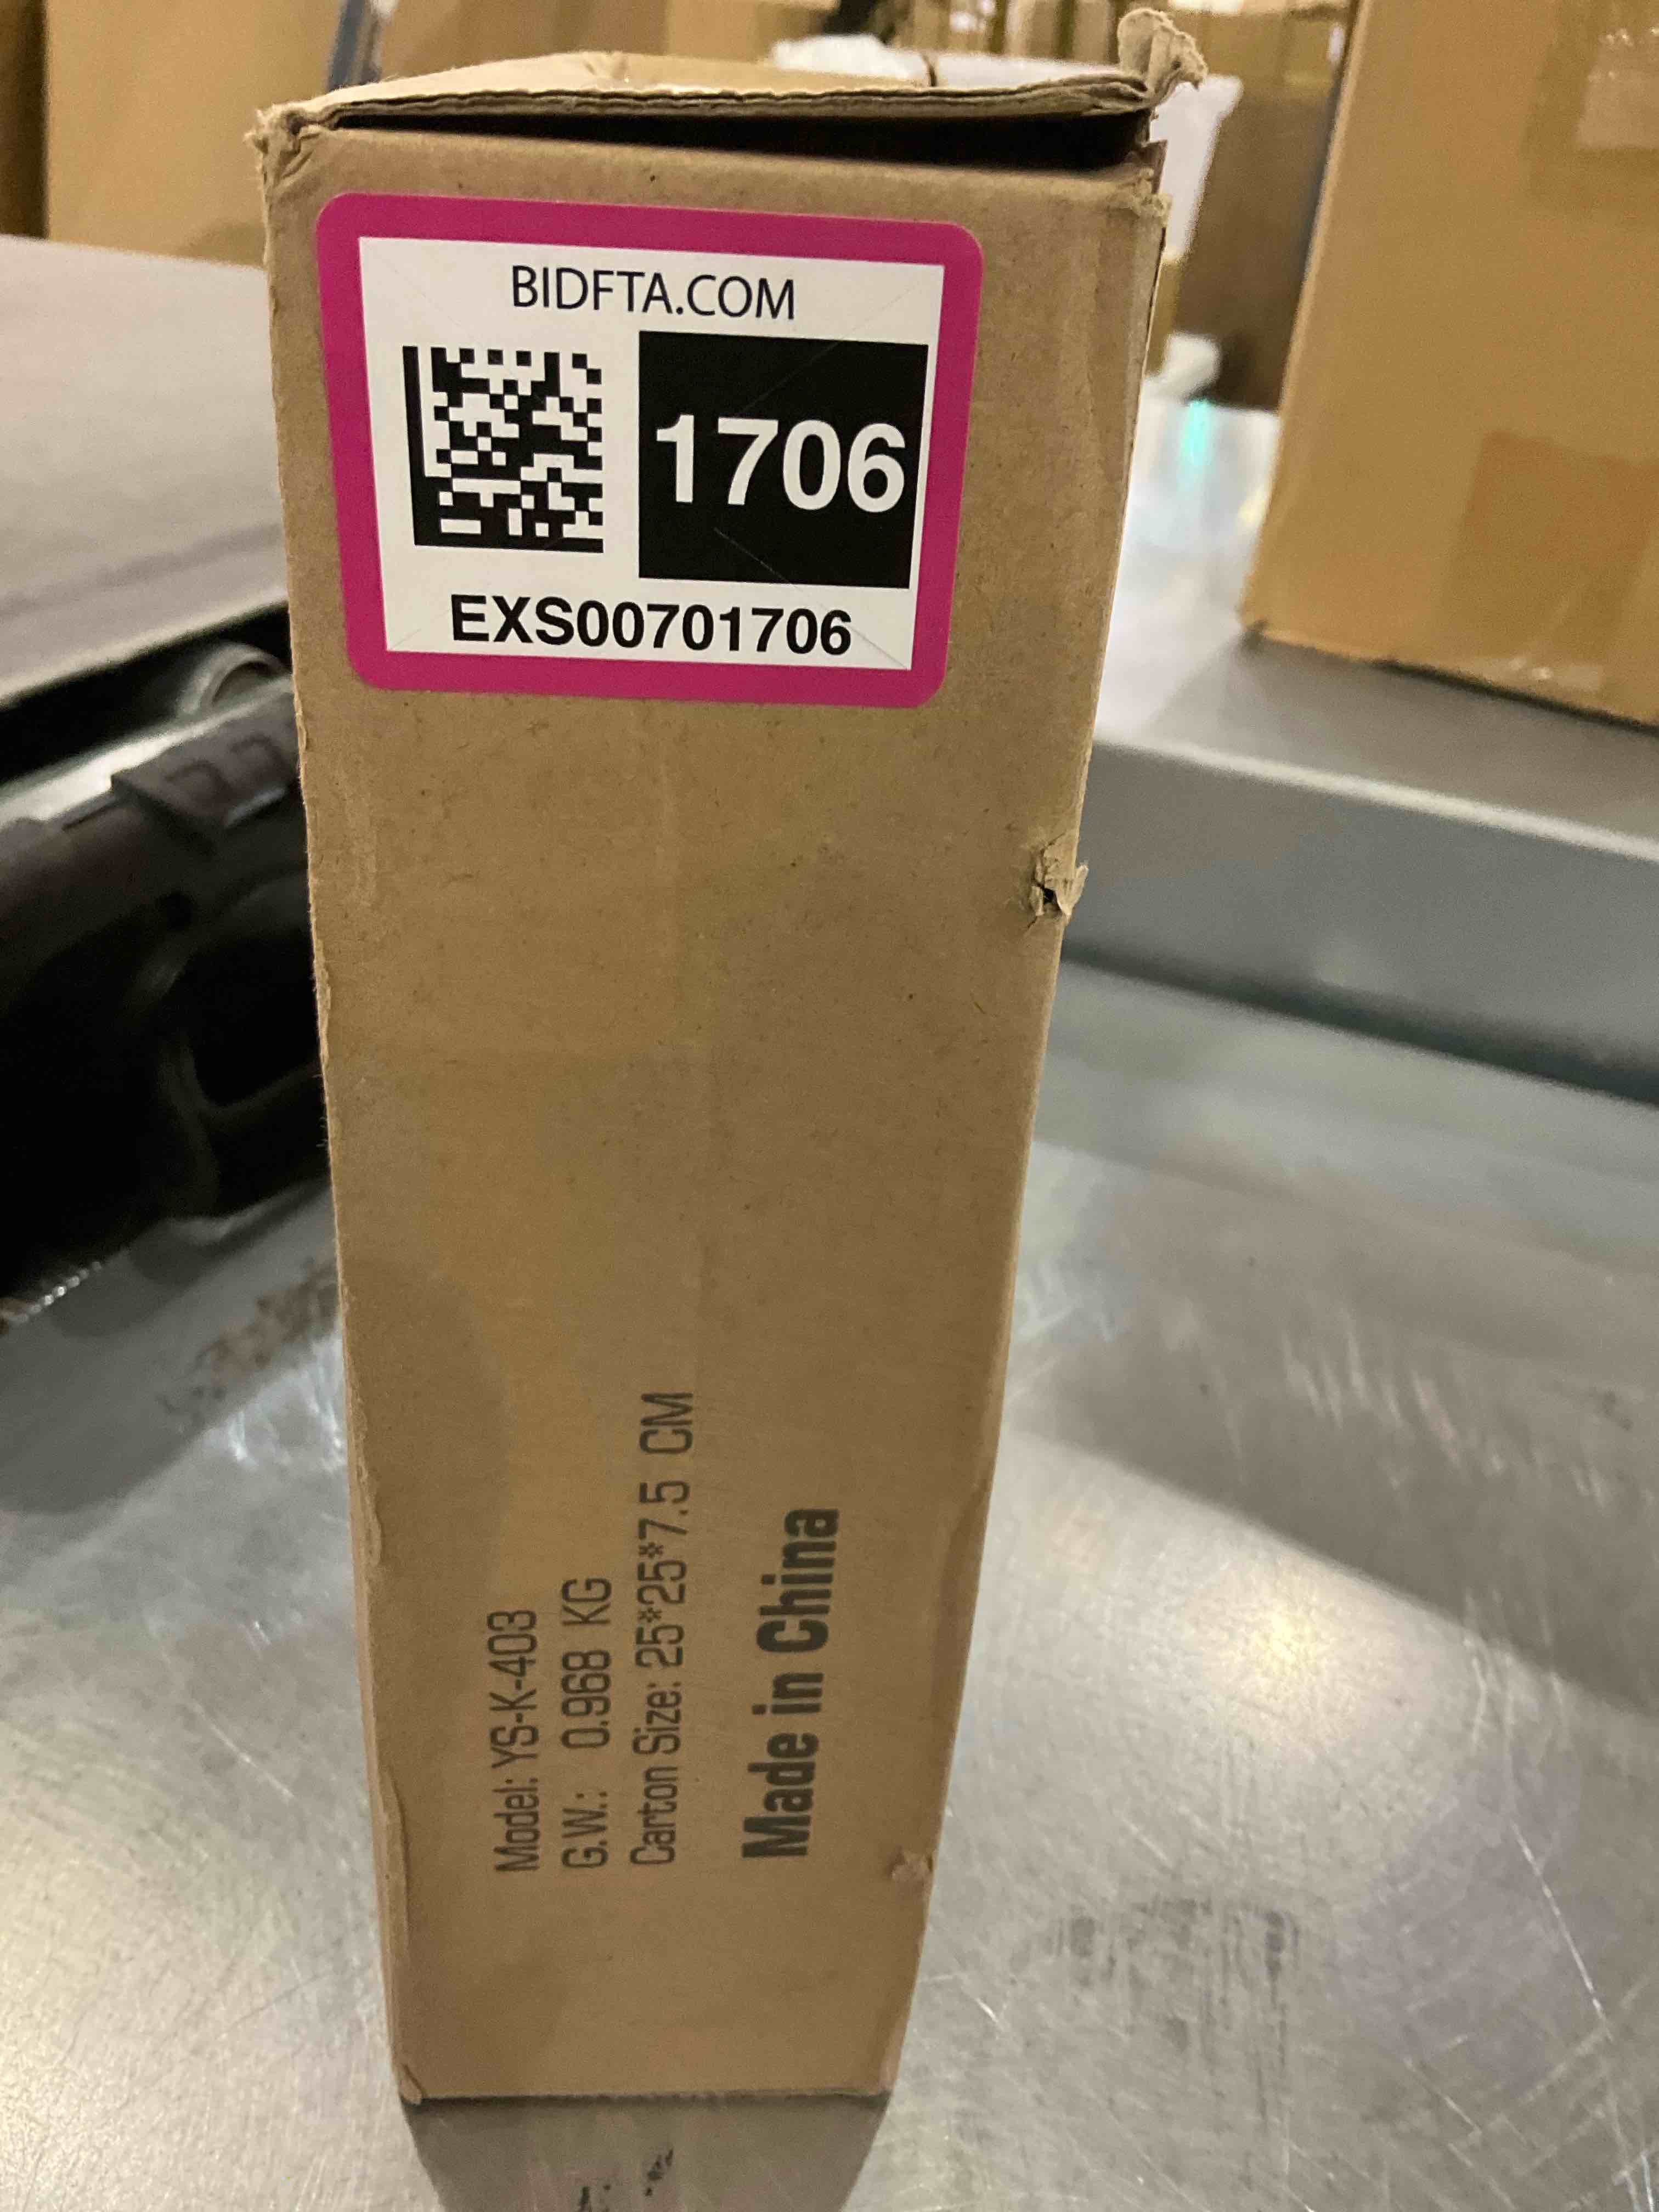 BIDFTA.COM
1706
EXS00701706
Model: YS-K-403
G.W.: 0.968 KG
Carton Size: 25*25*7.5 CM
Made in China